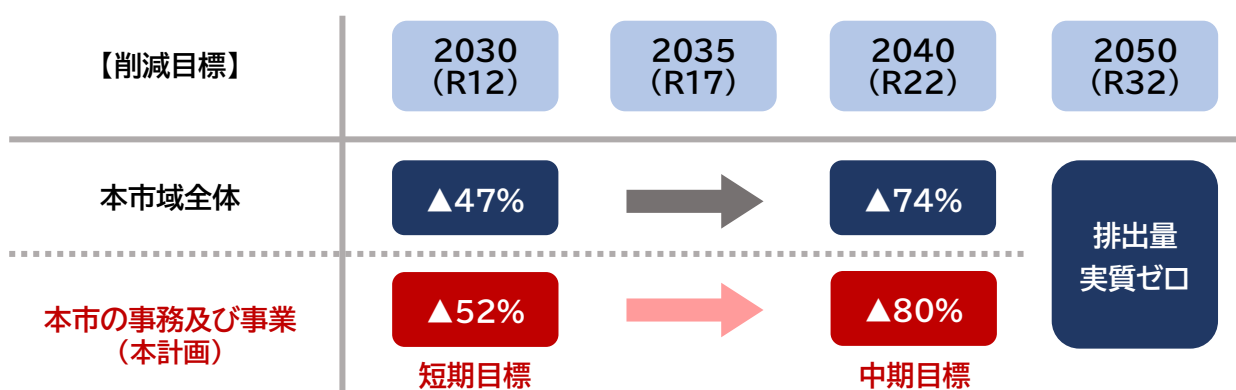 【削減目標】
2030
(R12)
2035
(R17)
2040
(R22)
2050
(R32)
本市域全体
▲47%
▲74%
排出量
実質ゼロ
本市の事務及び事業
(本計画)
▲52%
▲80%
短期目標
中期目標